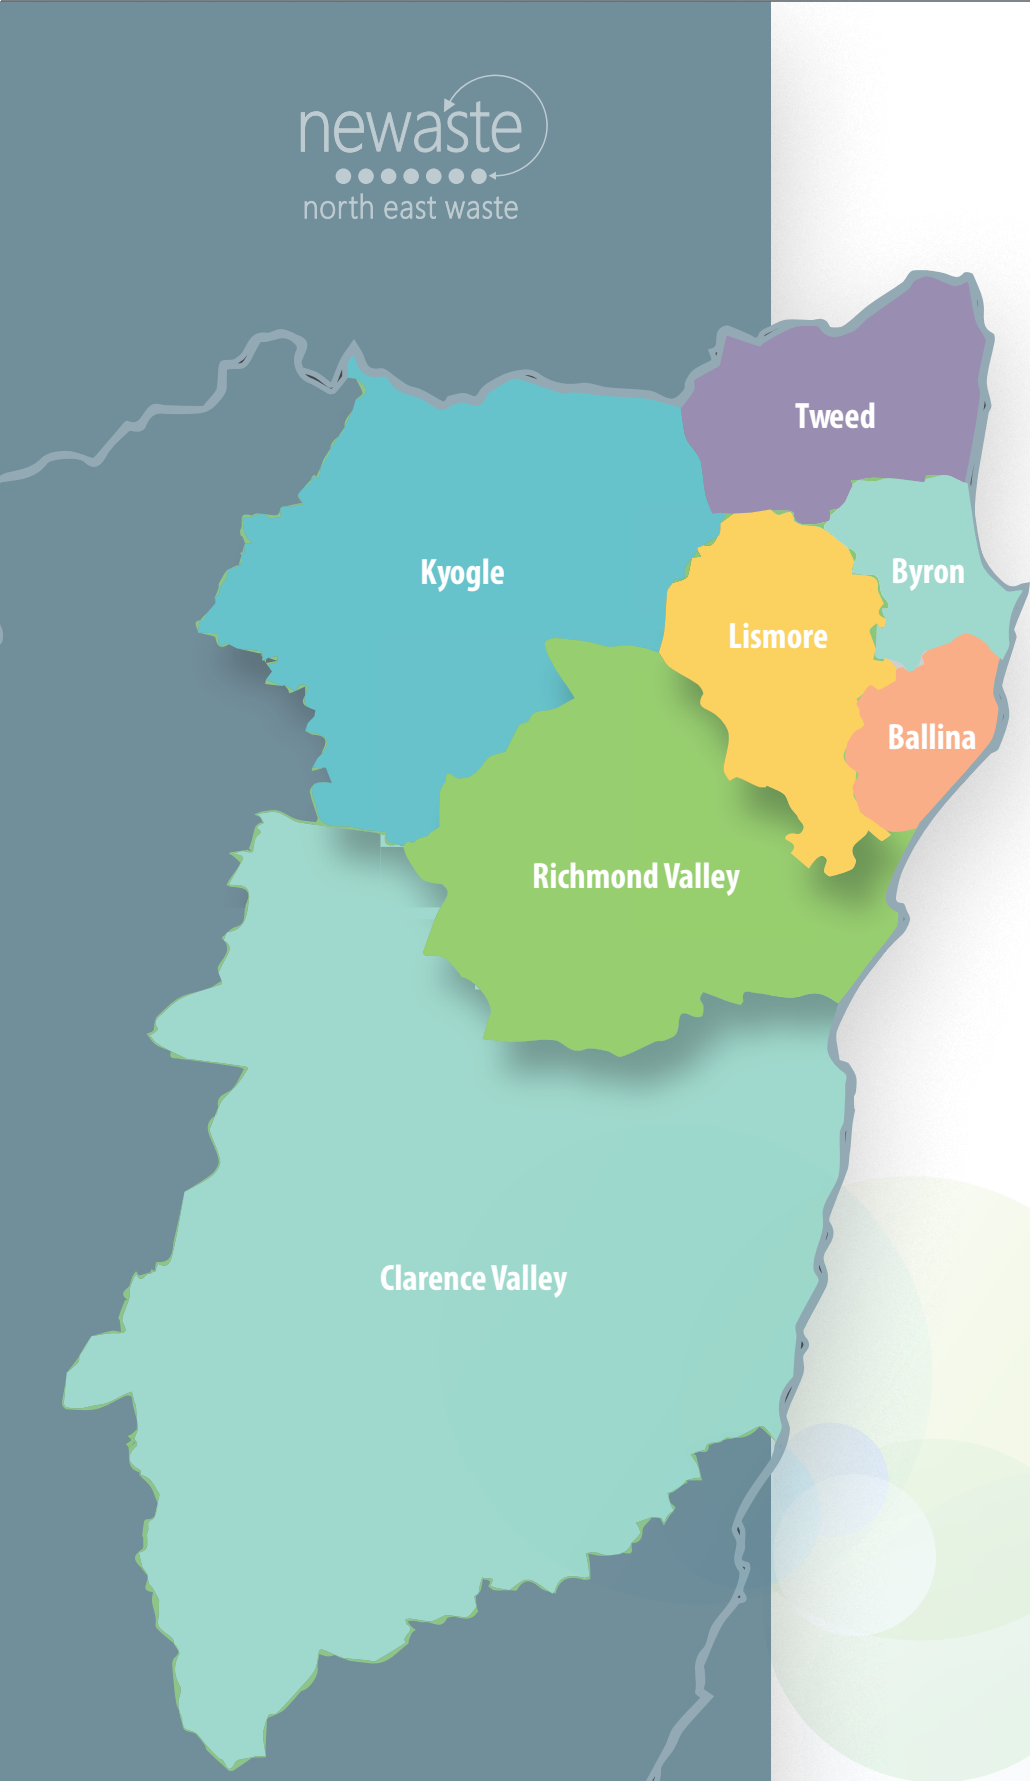 newaste
north east waste
Tweed
Kyogle
Byron
Lismore
Ballina
Richmond Valley
Clarence Valley